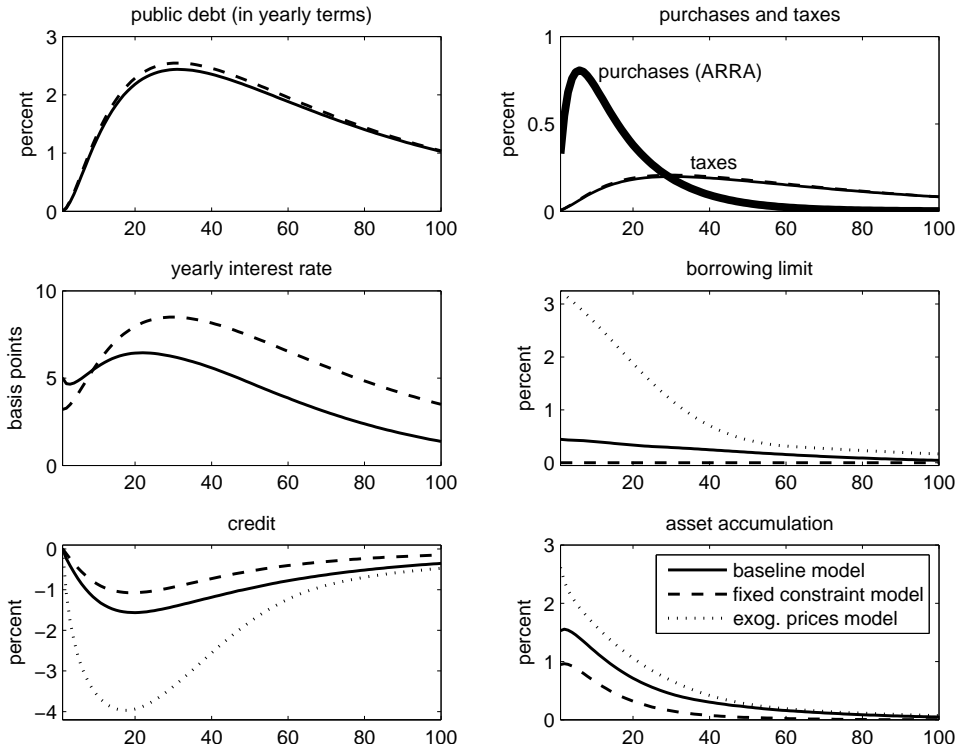 public debt (in yearly terms)
percent
3
2
1
0
20 40 60 80 100
purchases and taxes
percent
1
0.5
0
purchases (ARRA)
taxes
20 40 60 80 100
yearly interest rate
basis points
10
5
0
20 40 60 80 100
borrowing limit
percent
3
2
1
0
20 40 60 80 100
credit
percent
0
−1
−2
−3
−4
20 40 60 80 100
asset accumulation
percent
3
2
1
0
baseline model
fixed constraint model
exog. prices model
20 40 60 80 100